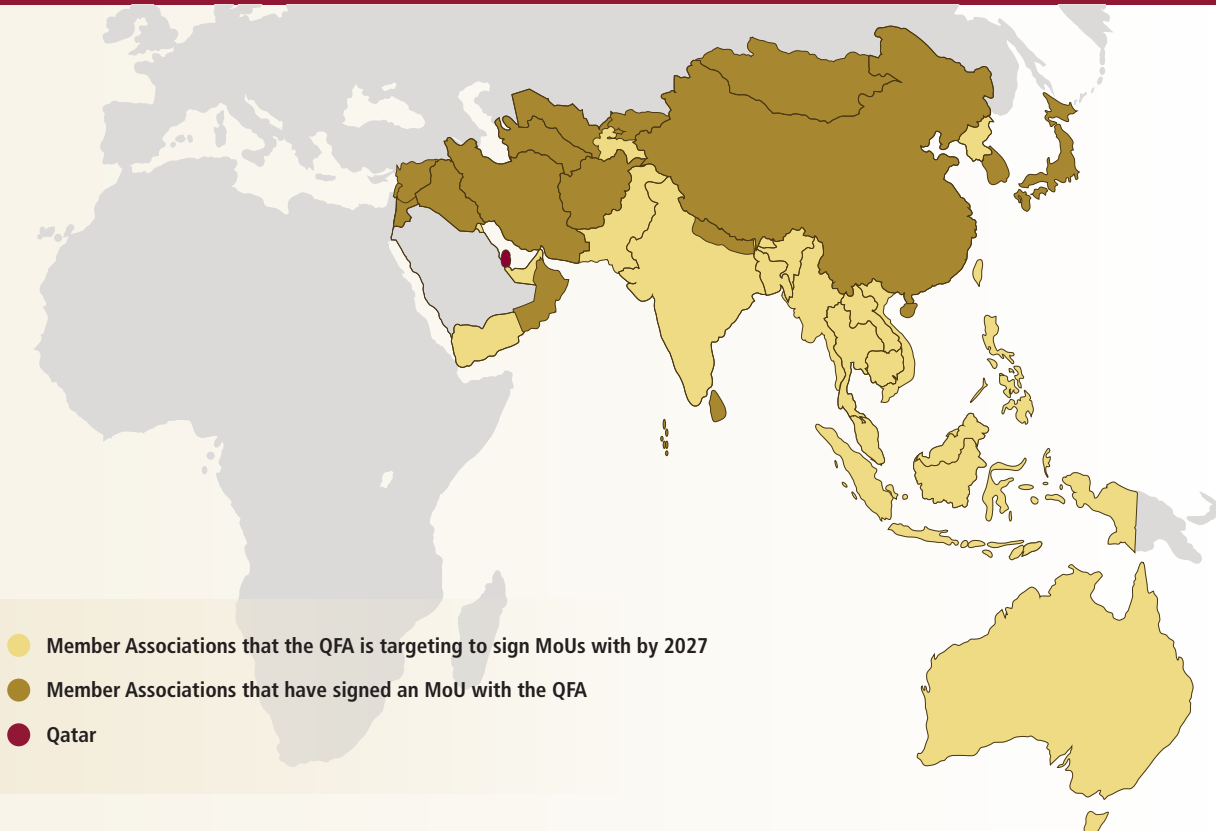 Member Associations that the QFA is targeting to sign MoUs with by 2027
Member Associations that have signed an MoU with the QFA
Qatar